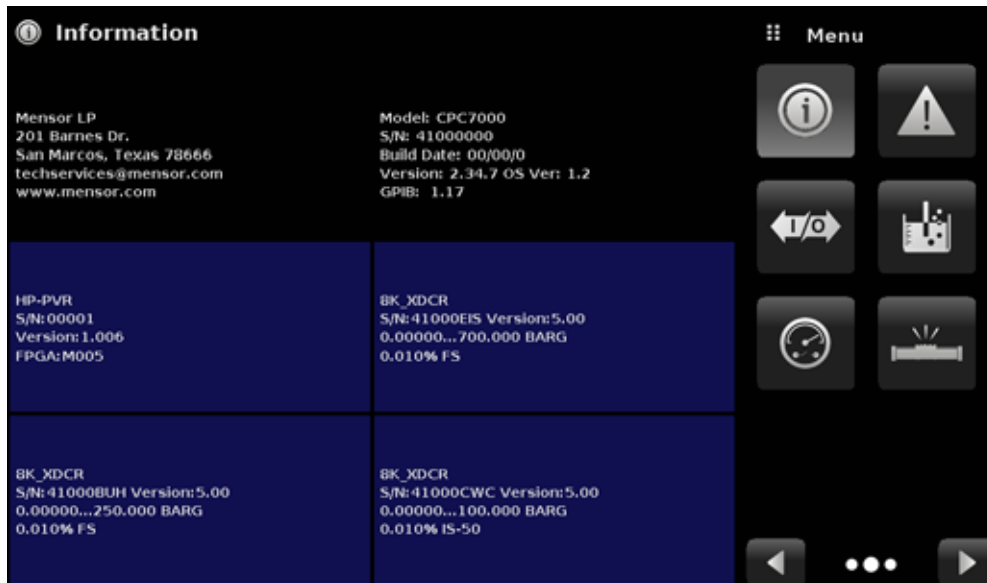 Information
Mensor LP
201 Barnes Dr.
San Marcos, Texas 78666
techservices@mensor.com
www.mensor.com
Model: CPC7000
S/N: 41000000
Build Date: 00/00/0
Version: 2.34.7 OS Ver: 1.2
GPIB: 1.17
HP-PVR
S/N:00001
Version:1.006
FPGA:M005
8K_XDCR
S/N:41000EIS Version:5.00
0.00000...700.000 BARG
0.010% FS
8K_XDCR
S/N:41000BUH Version:5.00
0.00000...250.000 BARG
0.010% FS
8K_XDCR
S/N:41000CWC Version:5.00
0.00000...100.000 BARG
0.010% IS-50
Menu
I/O